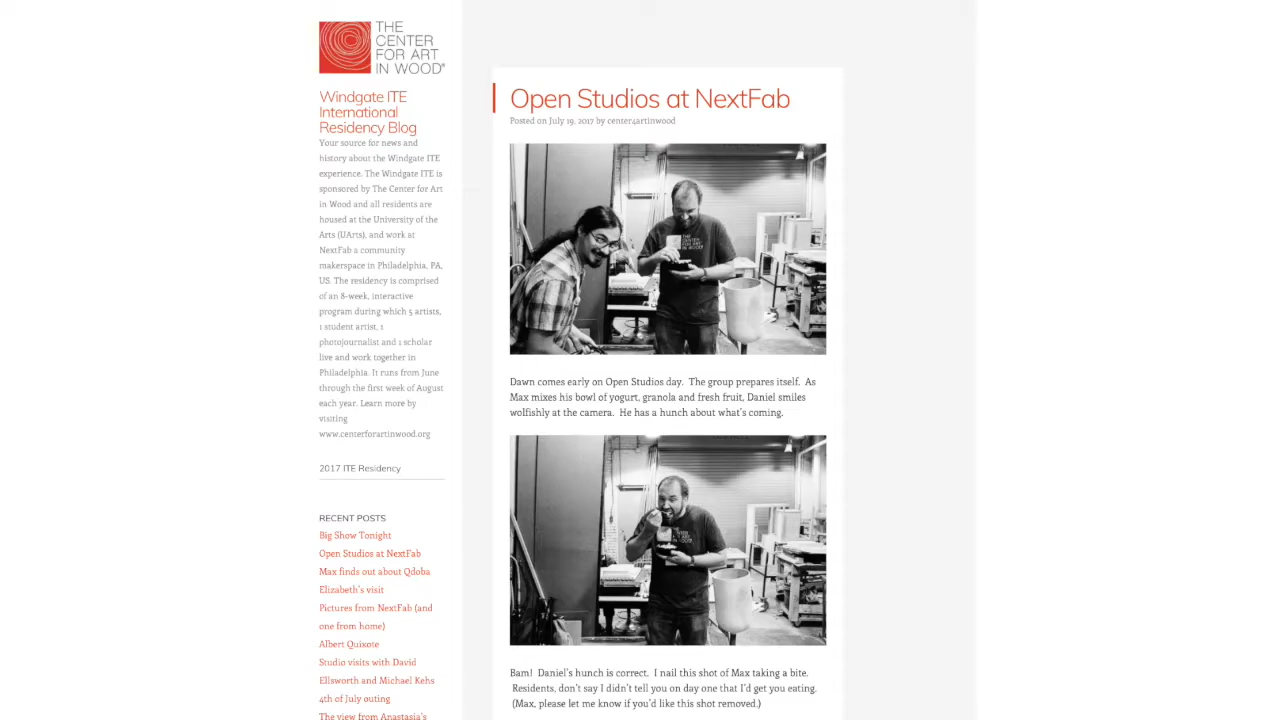 THE
CENTER
FOR ART
IN WOOD®
Windgate ITE
International
Residency Blog
Your source for news and
history about the Windgate ITE
experience. The Windgate ITE is
sponsored by The Center for Art
in Wood and all residents are
housed at the University of the
Arts (UArts), and work at
NextFab a community
makerspace in Philadelphia, PA,
US. The residency is comprised
of an 8-week, interactive
program during which 5 artists,
1 student artist, 1
photojournalist and 1 scholar
live and work together in
Philadelphia. It runs from June
through the first week of August
each year. Learn more by
visiting
www.centerforartinwood.org
2017 ITE Residency
RECENT POSTS
Big Show Tonight
Open Studios at NextFab
Max finds out about Qdoba
Elizabeth's visit
Pictures from NextFab (and
one from home)
Albert Quixote
Studio visits with David
Ellsworth and Michael Kehs
4th of July outing
The view from Anastasia's
Open Studios at NextFab
Posted on July 19, 2017 by center4artinwood
THE
CENTER
FOR ART
IN WOOD
Dawn comes early on Open Studios day. The group prepares itself. As
Max mixes his bowl of yogurt, granola and fresh fruit, Daniel smiles
wolfishly at the camera. He has a hunch about what's coming.
THE
CENTER
FOR ART
IN WOOD
Bam! Daniel's hunch is correct. I nail this shot of Max taking a bite.
Residents, don't say I didn't tell you on day one that I'd get you eating.
(Max, please let me know if you'd like this shot removed.)